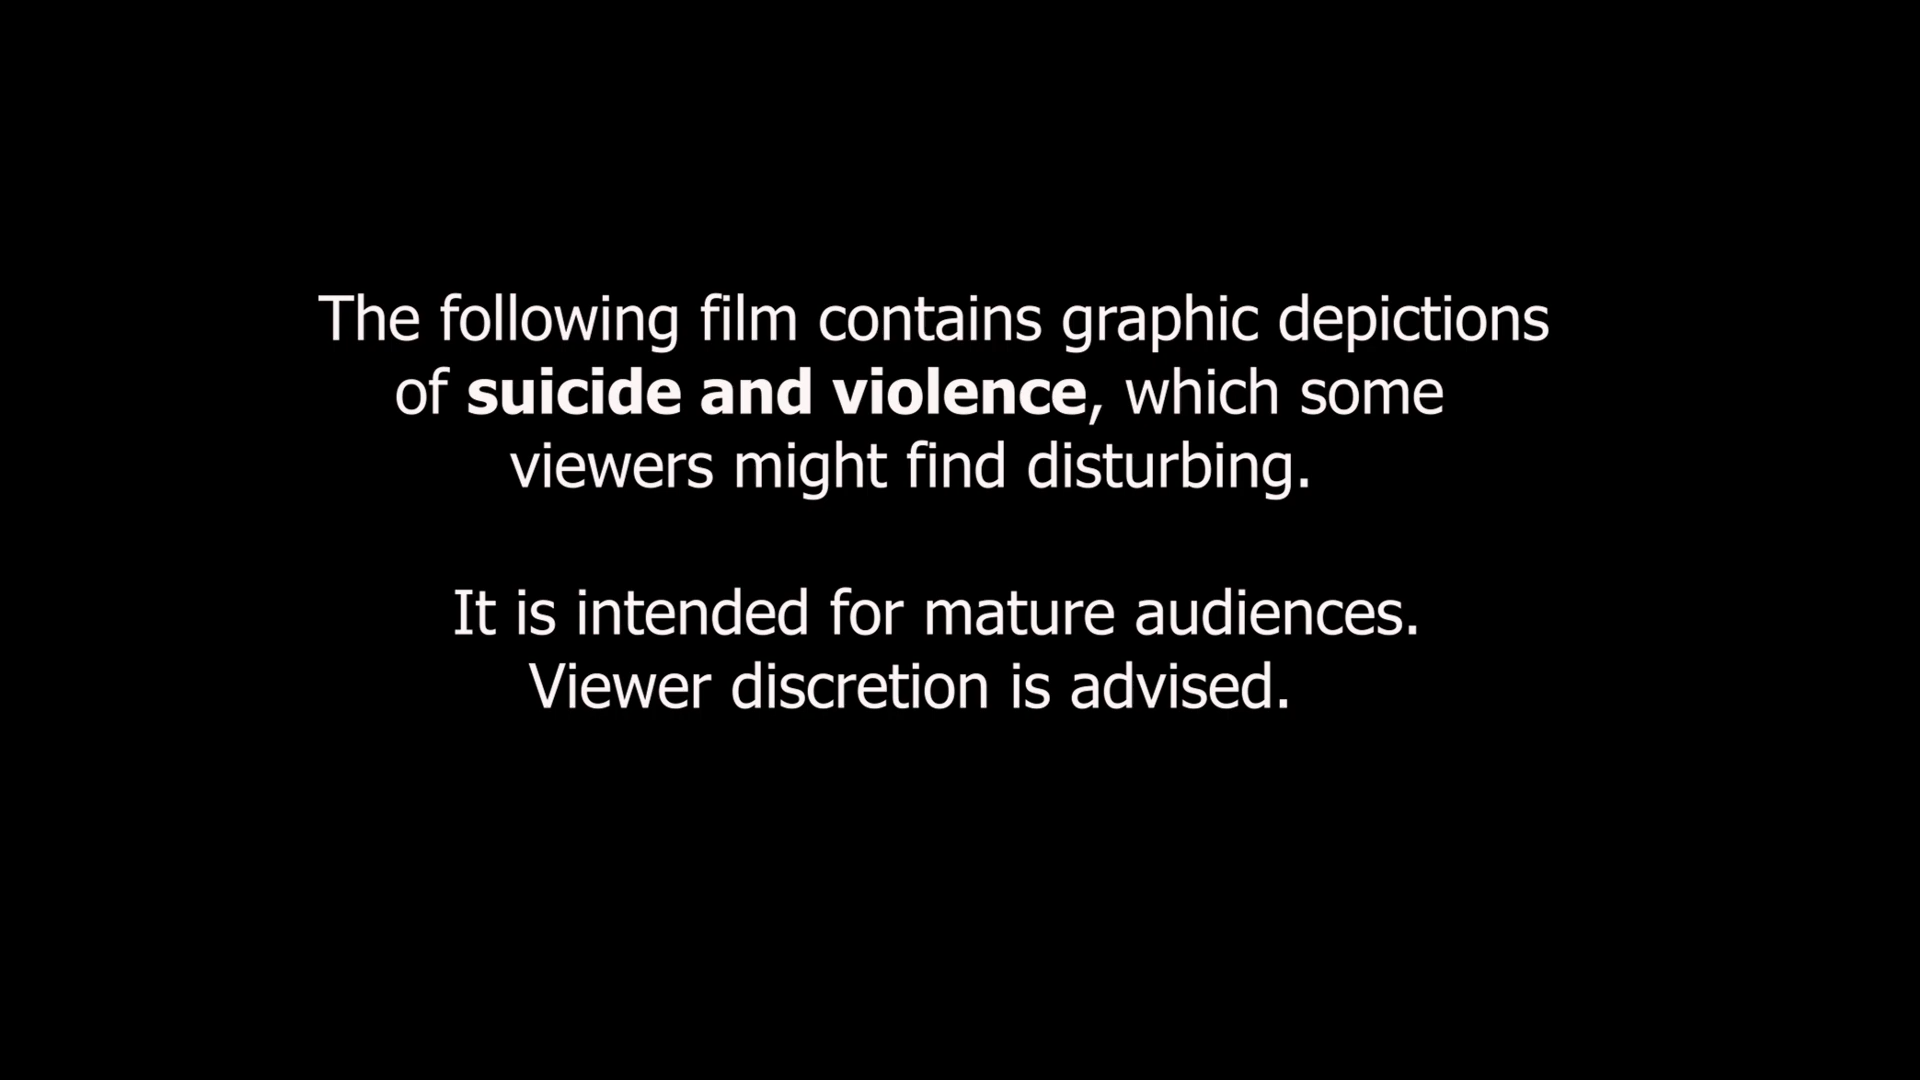 The following film contains graphic depictions
of suicide and violence, which some
viewers might find disturbing.
It is intended for mature audiences.
Viewer discretion is advised.